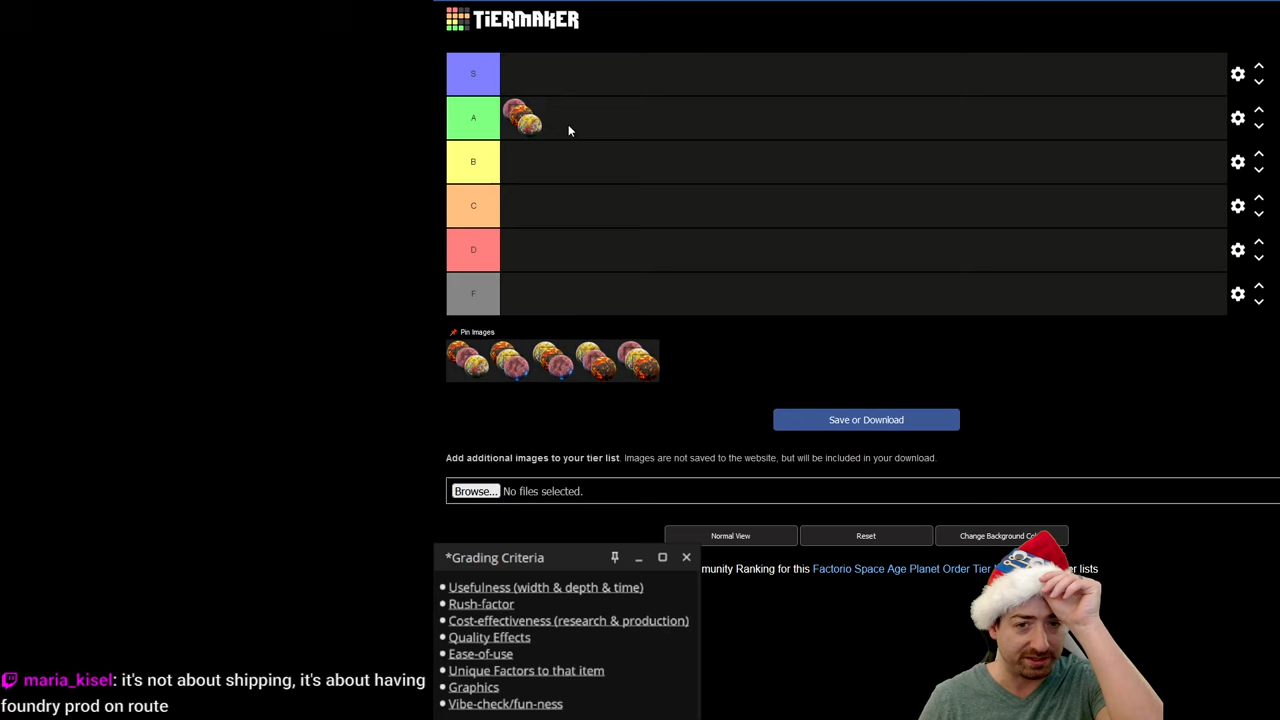 TiERMAKER
S
A
B
C
D
F
Pin Images
Save or Download
Add additional images to your tier list. Images are not saved to the website, but will be included in your download.
Browse... No files selected.
Normal View
Reset
Change Background
mmunity Ranking for this Factorio Space Age Planet Order Tier
er lists
*Grading Criteria
Usefulness (width & depth & time)
Rush-factor
Cost-effectiveness (research & production)
Quality Effects
Ease-of-use
Unique Factors to that item
Graphics
Vibe-check/fun-ness
maria_kisel: it's not about shipping, it's about having
foundry prod on route